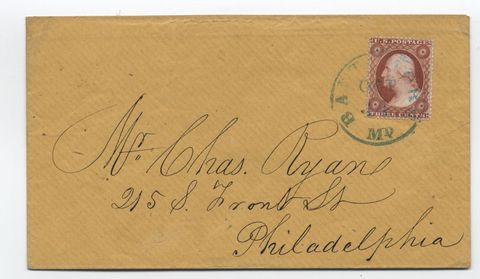 U.S. POSTAGE
THREE CENTS
BALT
Md
Mr. Chas. Ryan
215 S. Front St
Philadelphia